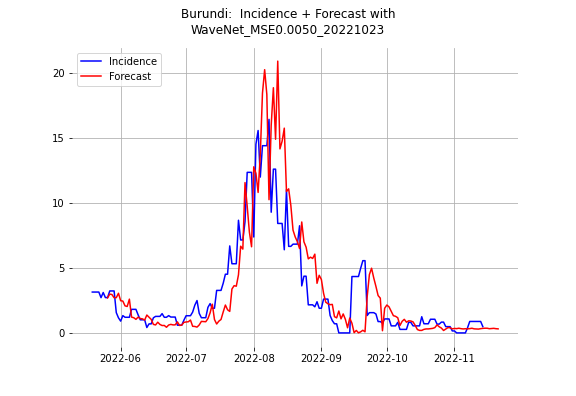 Burundi:  Incidence + Forecast with
WaveNet_MSE0.0050_20221023
Incidence
Forecast
20
15
10
5
0
2022-06 2022-07 2022-08 2022-09 2022-10 2022-11